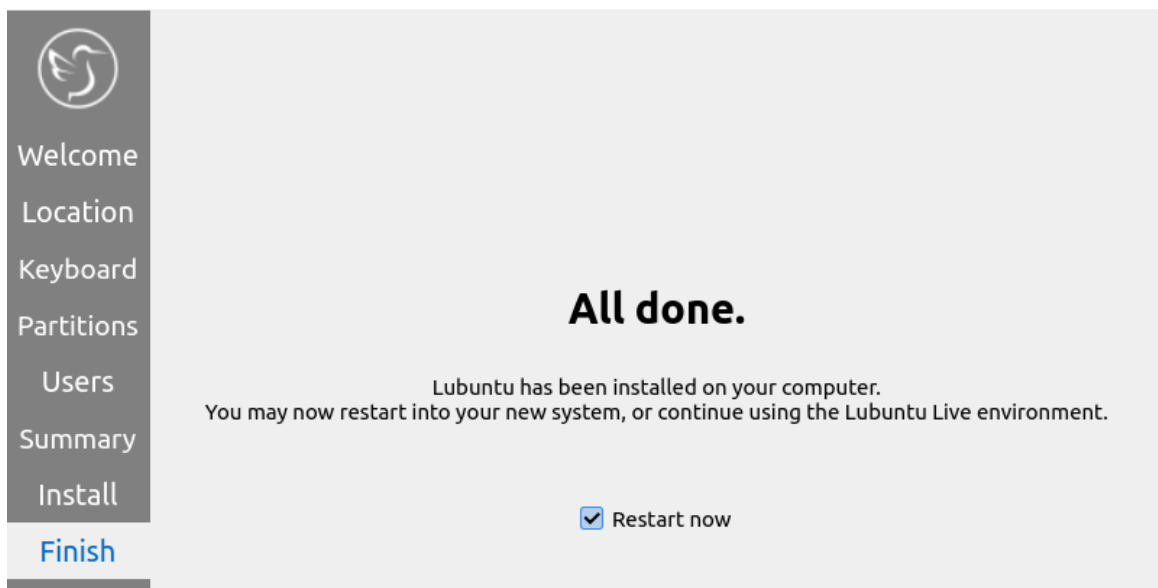 Welcome
Location
Keyboard
Partitions
Users
Summary
Install
Finish
All done.
Lubuntu has been installed on your computer.
You may now restart into your new system, or continue using the Lubuntu Live environment.
Restart now